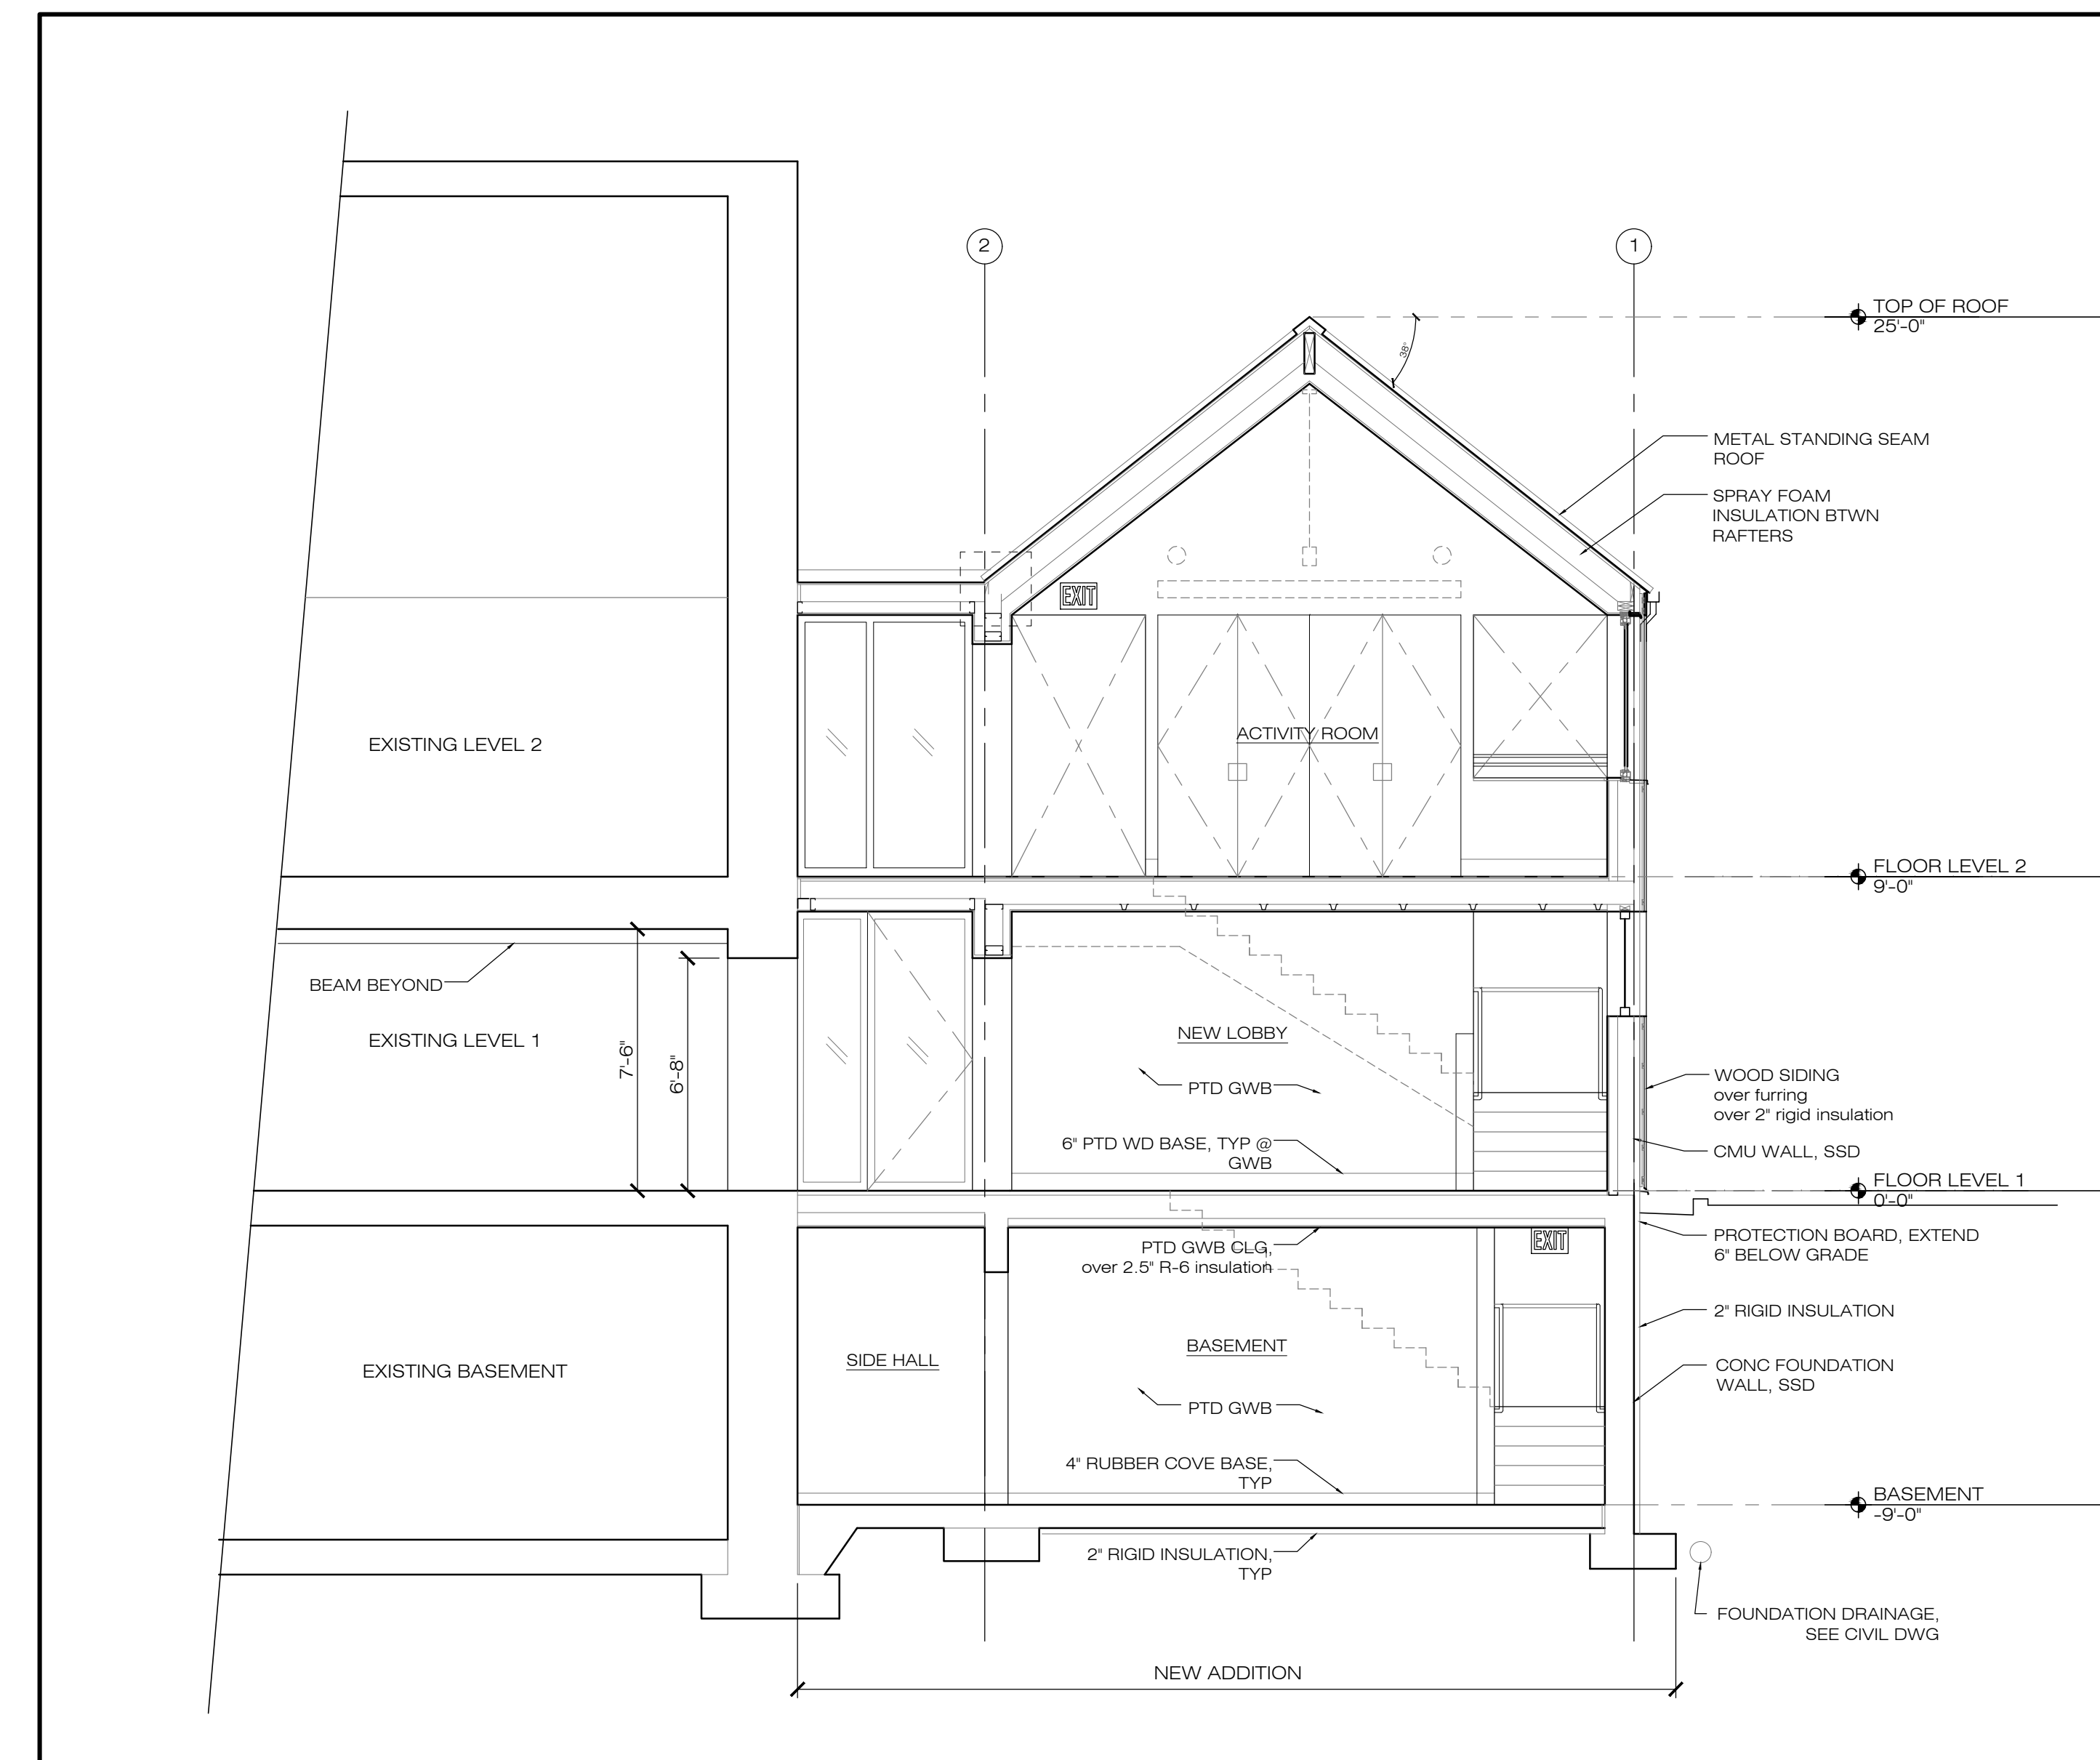 2
1
TOP OF ROOF
25'-0"
38°
METAL STANDING SEAM
ROOF
SPRAY FOAM
INSULATION BTWN
RAFTERS
EXIT
ACTIVITY ROOM
EXISTING LEVEL 2
FLOOR LEVEL 2
9'-0"
BEAM BEYOND
EXISTING LEVEL 1
7'-6"
6'-8"
NEW LOBBY
PTD GWB
6" PTD WD BASE, TYP @
GWB
WOOD SIDING
over furring
over 2" rigid insulation
CMU WALL, SSD
FLOOR LEVEL 1
0'-0"
PTD GWB CLG,
over 2.5" R-6 insulation
EXIT
PROTECTION BOARD, EXTEND
6" BELOW GRADE
2" RIGID INSULATION
SIDE HALL
BASEMENT
EXISTING BASEMENT
CONC FOUNDATION
WALL, SSD
PTD GWB
4" RUBBER COVE BASE,
TYP
BASEMENT
-9'-0"
2" RIGID INSULATION,
TYP
FOUNDATION DRAINAGE,
SEE CIVIL DWG
NEW ADDITION